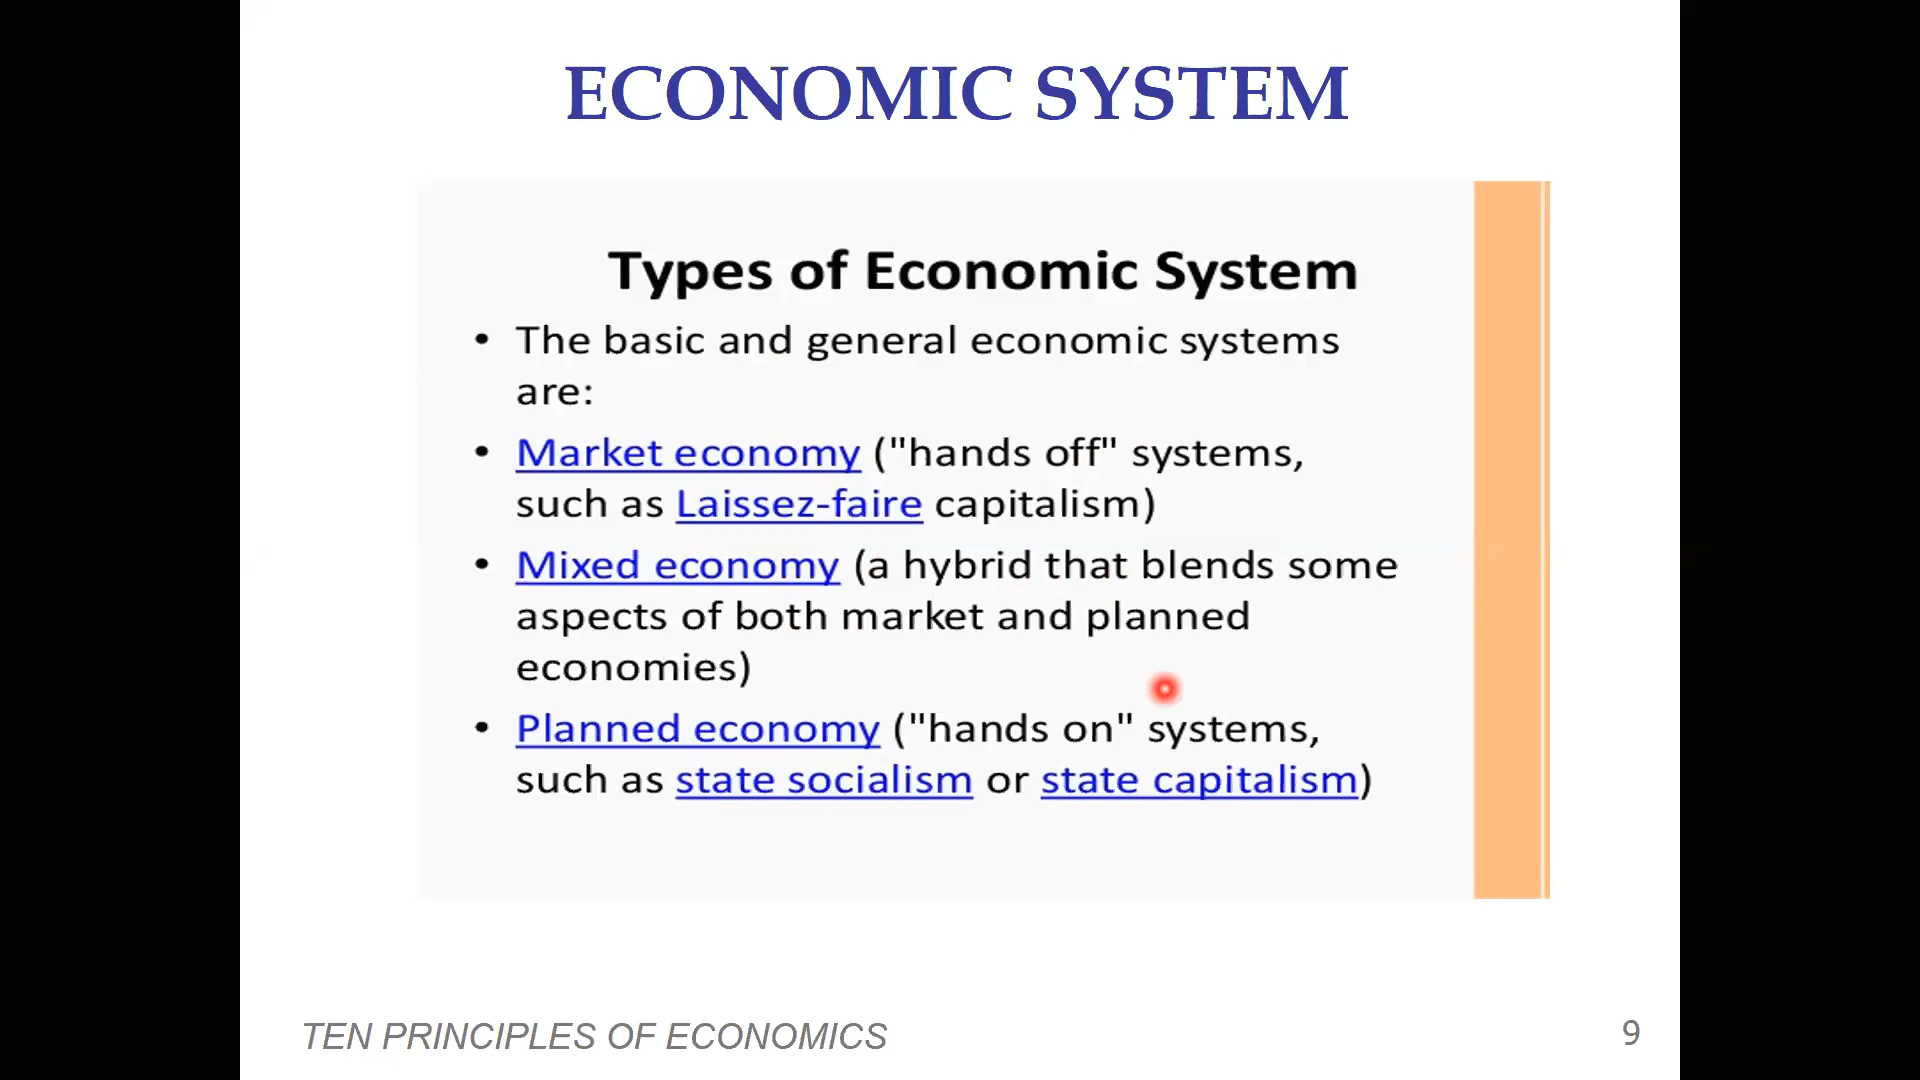 ECONOMIC SYSTEM
Types of Economic System
• The basic and general economic systems
are:
• Market economy ("hands off" systems,
such as Laissez-faire capitalism)
• Mixed economy (a hybrid that blends some
aspects of both market and planned
economies)
• Planned economy ("hands on" systems,
such as state socialism or state capitalism)
TEN PRINCIPLES OF ECONOMICS
9